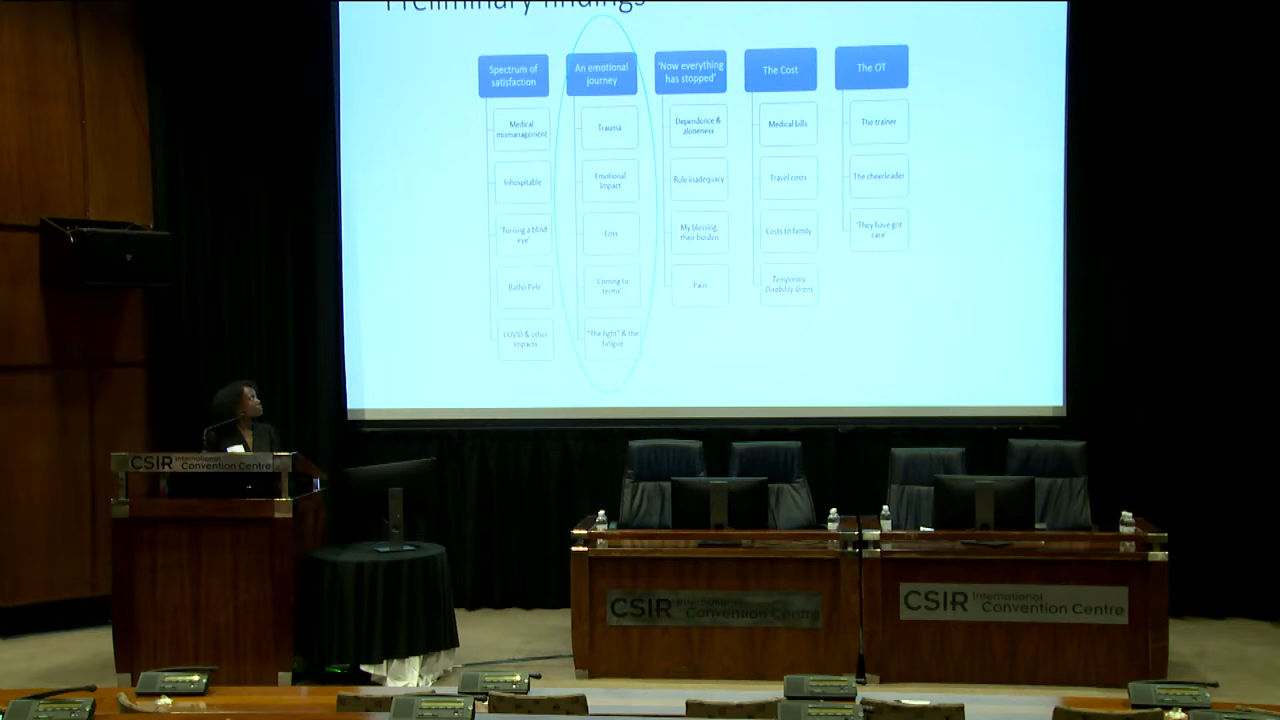 Preliminary findings
Spectrum of
satisfaction
Medical
mismanagement
Inhospitable
'Turning a blind
eye'
Batho Pele
COVID & other
impacts
An emotional
journey
Trauma
Emotional
impact
Loss
'Coming to
terms'
"The fight" & the
fatigue
'Now everything
has stopped'
Dependence &
aloneness
Role inadequacy
My blessing,
their burden
Pain
The Cost
Medical bills
Travel costs
Costs to family
Temporary
Disability Grant
The OT
The trainer
The cheerleader
'They have got
care'
CSIR International
Convention Centre
CSIR International
Convention Centre
CSIR International
Convention Centre